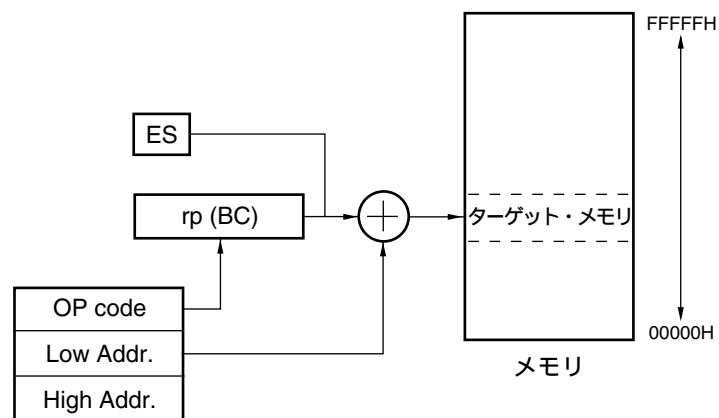 FFFFFH
ES
rp (BC)
ターゲット・メモリ
OP code
Low Addr.
High Addr.
00000H
メモリ